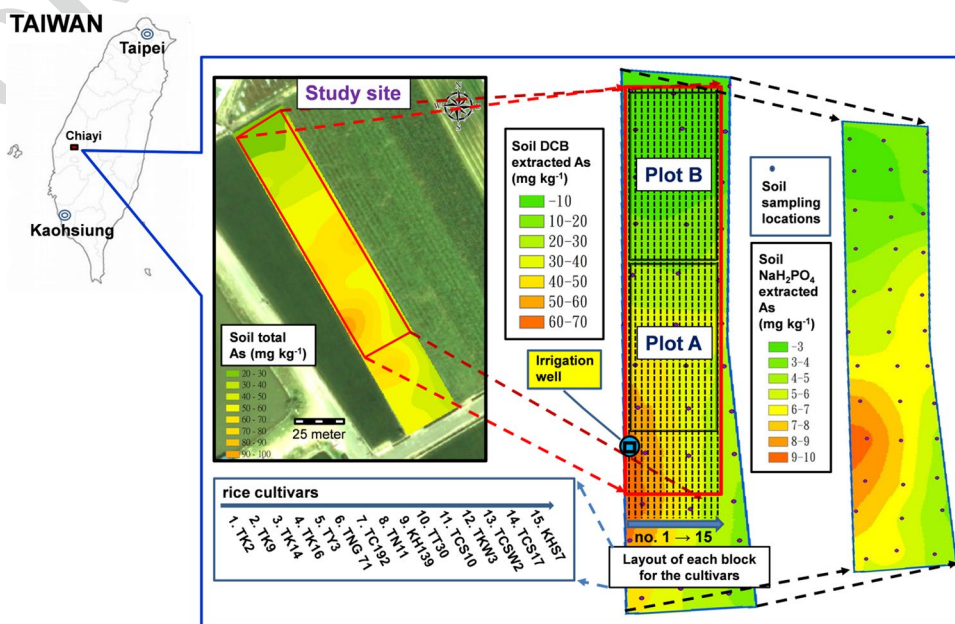 TAIWAN
Taipei
Chiayi
Kaohsiung
Study site
Soil total
As (mg kg-1)
20 - 30
30 - 40
40 - 50
50 - 60
60 - 70
70 - 80
80 - 90
90 - 100
25 meter
Soil DCB
extracted As
(mg kg-1)
-10
10-20
20-30
30-40
40-50
50-60
60-70
Irrigation
well
Plot B
Plot A
no. 1 → 15
Layout of each block
for the cultivars
Soil
sampling
locations
Soil
NaH2PO4
extracted
As
(mg kg-1)
-3
3-4
4-5
5-6
6-7
7-8
8-9
9-10
rice cultivars
1. TK2
2. TK9
3. TK14
4. TK16
5. TY3
6. TNG 71
7. TC192
8. TN11
9. KH139
10. TT30
11. TCS10
12. TKW3
13. TCSW2
14. TCS17
15. KHS7